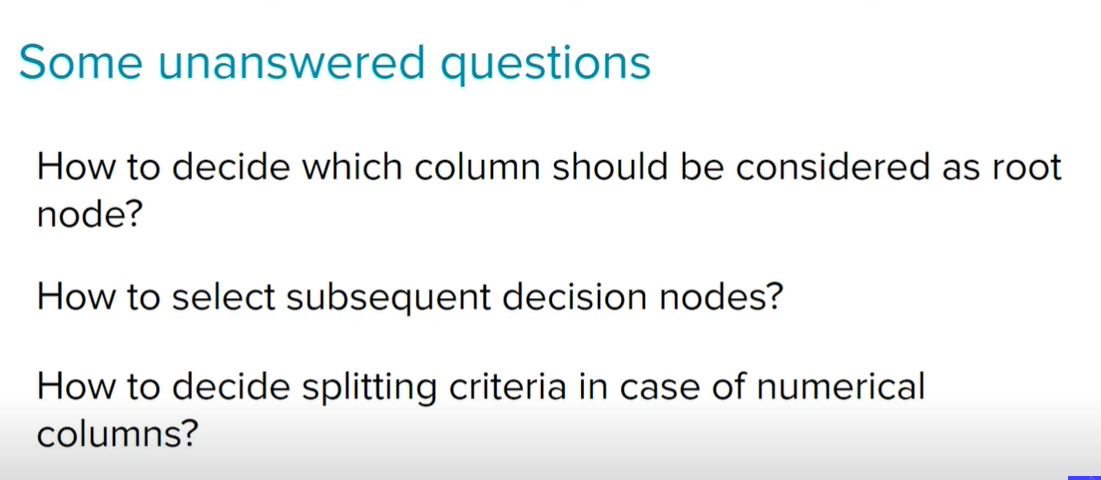 Some unanswered questions
How to decide which column should be considered as root
node?
How to select subsequent decision nodes?
How to decide splitting criteria in case of numerical
columns?